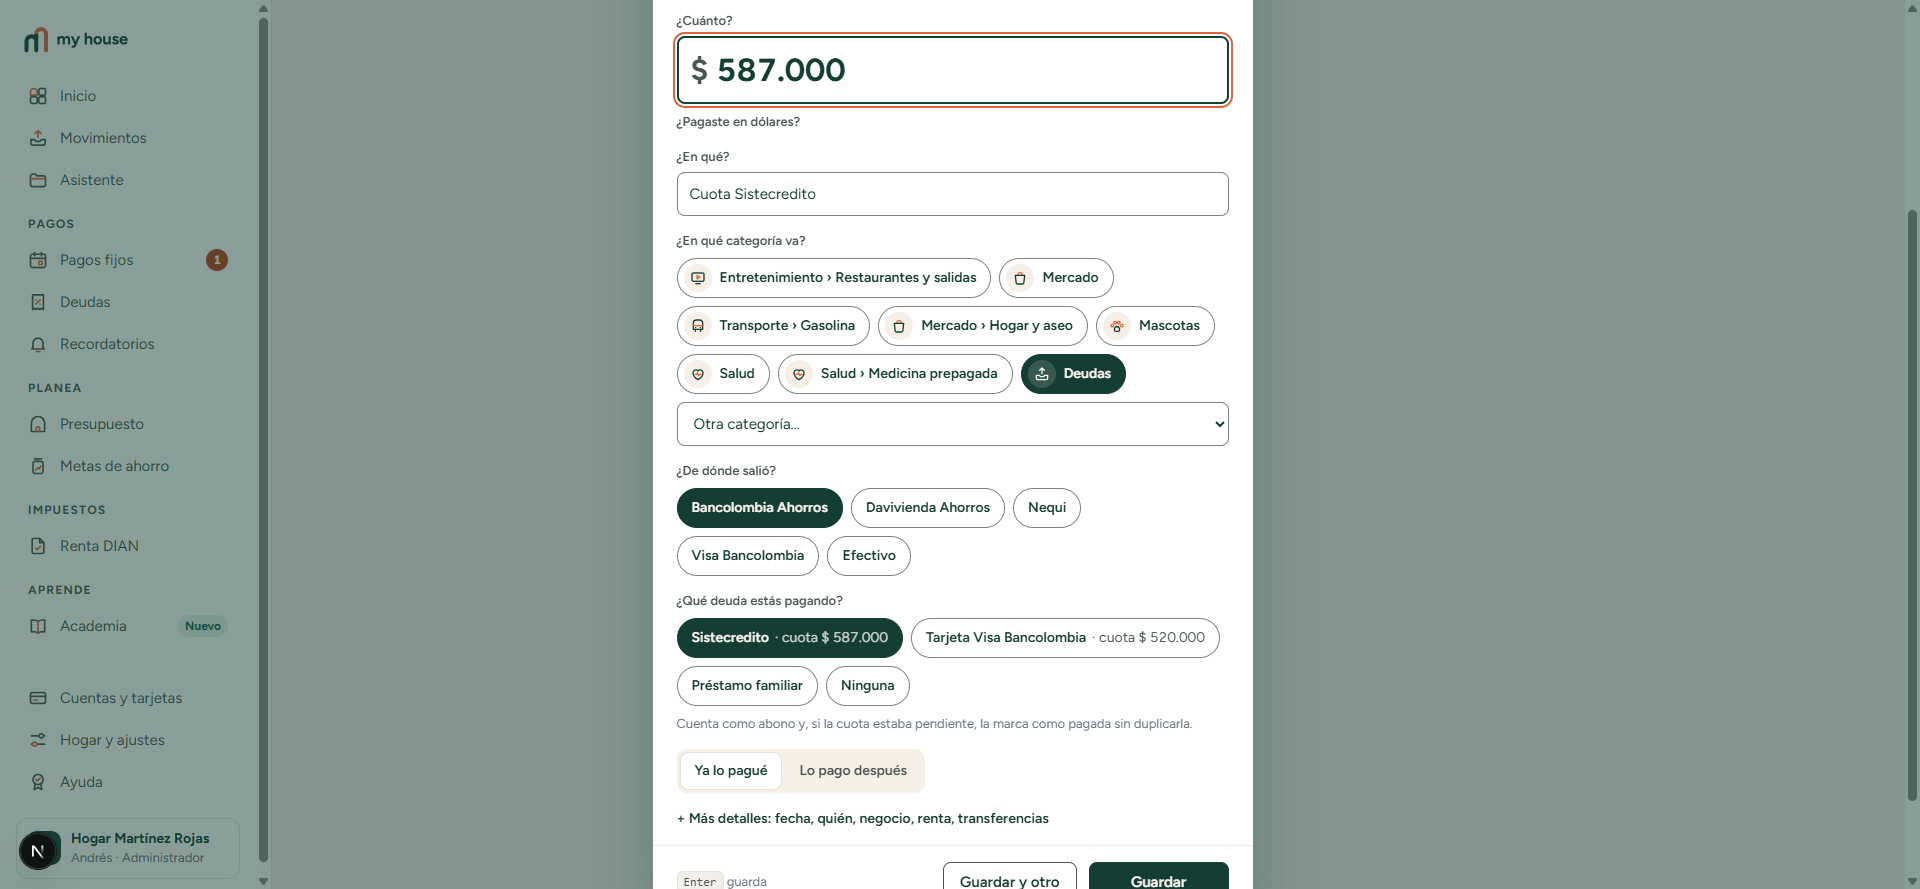 my house
Inicio
Movimientos
Asistente
PAGOS
Pagos fijos 1
Deudas
Recordatorios
PLANEA
Presupuesto
Metas de ahorro
IMPUESTOS
Renta DIAN
APRENDE
Academia Nuevo
Cuentas y tarjetas
Hogar y ajustes
Ayuda
N
Hogar Martínez Rojas
Andrés · Administrador
¿Cuánto?
$ 587.000
¿Pagaste en dólares?
¿En qué?
Cuota Sistecredito
¿En qué categoría va?
Entretenimiento › Restaurantes y salidas Mercado
Transporte › Gasolina Mercado › Hogar y aseo Mascotas
Salud Salud › Medicina prepagada Deudas
Otra categoría...
¿De dónde salió?
Bancolombia Ahorros Davivienda Ahorros Nequi
Visa Bancolombia Efectivo
¿Qué deuda estás pagando?
Sistecredito · cuota $ 587.000 Tarjeta Visa Bancolombia · cuota $ 520.000
Préstamo familiar Ninguna
Cuenta como abono y, si la cuota estaba pendiente, la marca como pagada sin duplicarla.
Ya lo pagué Lo pago después
+ Más detalles: fecha, quién, negocio, renta, transferencias
Enter guarda Guardar y otro Guardar